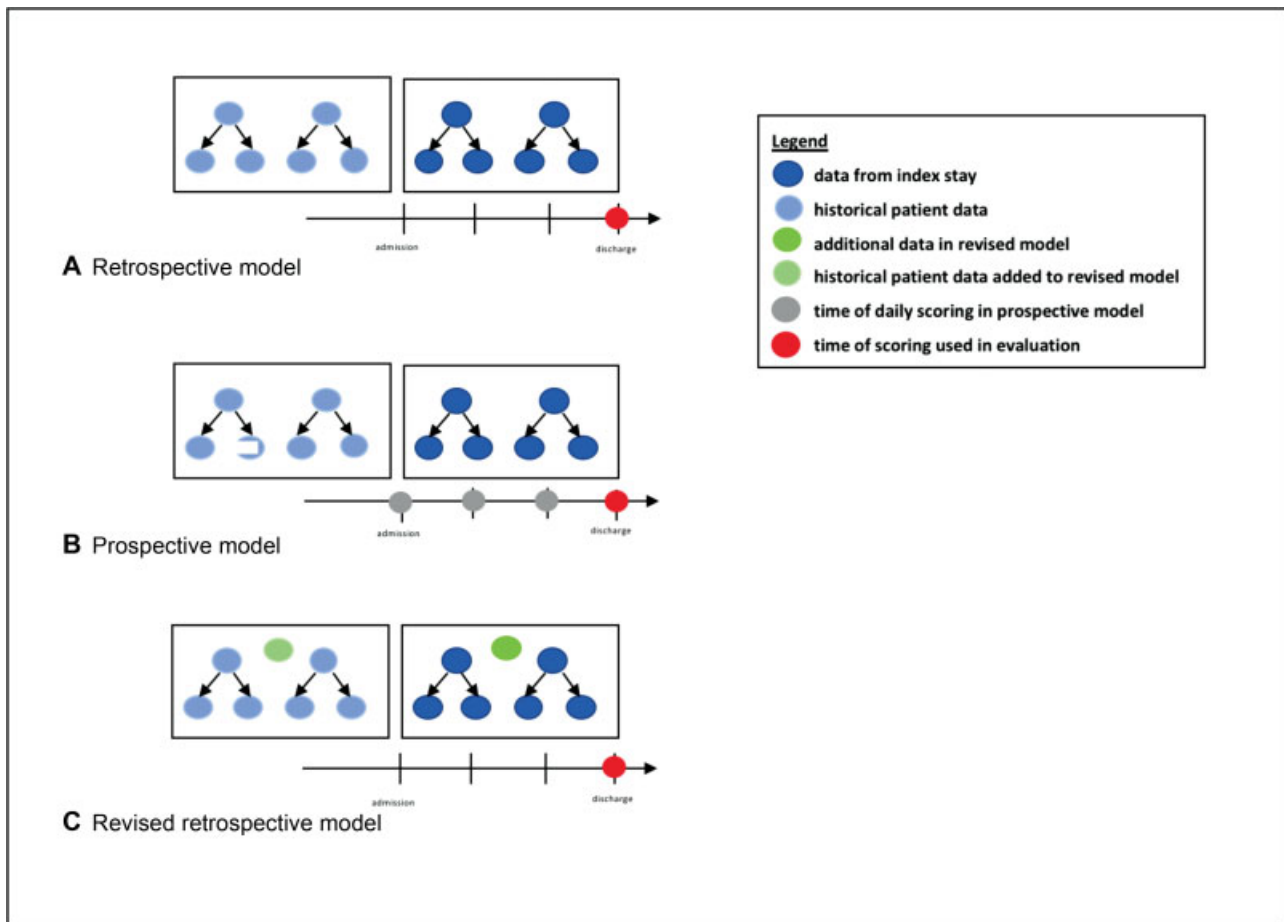 admission
discharge
A Retrospective model
Legend
data from index stay
historical patient data
additional data in revised model
historical patient data added to revised model
time of daily scoring in prospective model
time of scoring used in evaluation
admission
discharge
B Prospective model
admission
discharge
C Revised retrospective model